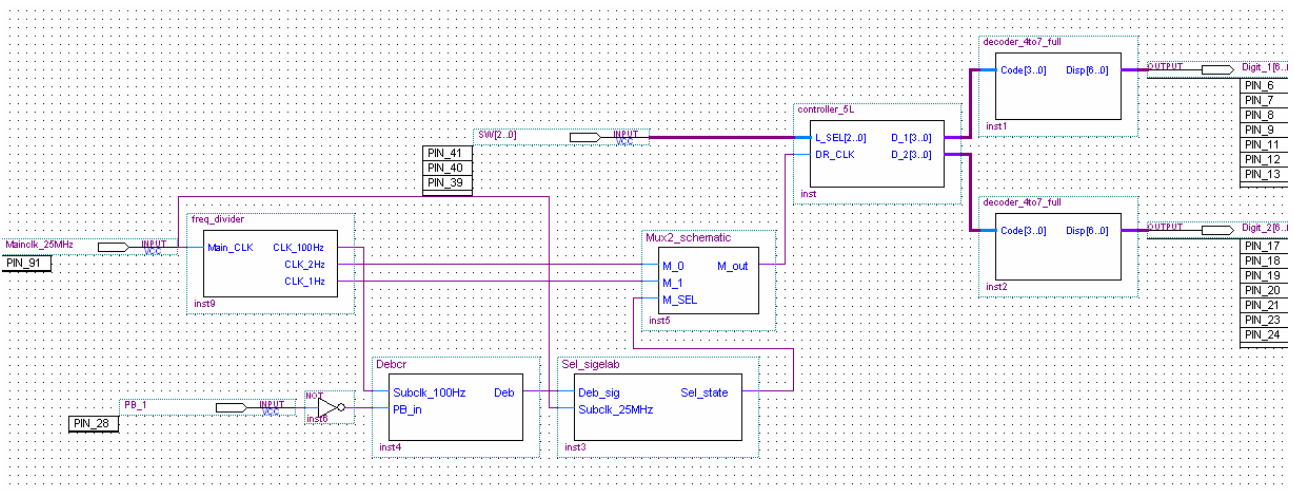 decoder_4to7_full
Code[3..0] Disp[6..0]
inst1
OUTPUT
Digit_1[6..
PIN_6
PIN_7
PIN_8
PIN_9
PIN_11
PIN_12
PIN_13
controller_5L
L_SEL[2..0] D_1[3..0]
DR_CLK D_2[3..0]
inst
SW[2..0]
INPUT
VCC
PIN_41
PIN_40
PIN_39
decoder_4to7_full
Code[3..0] Disp[6..0]
inst2
OUTPUT
Digit_2[6..
PIN_17
PIN_18
PIN_19
PIN_20
PIN_21
PIN_23
PIN_24
freq_divider
Main_CLK CLK_100Hz
CLK_2Hz
CLK_1Hz
inst9
Mainclk_25MHz
INPUT
VCC
PIN_91
Mux2_schematic
M_0 M_out
M_1
M_SEL
inst5
Debcr
Subclk_100Hz Deb
PB_in
inst4
Sel_sigelab
Deb_sig Sel_state
Subclk_25MHz
inst3
PB_1
INPUT
VCC
PIN_28
NOT
inst6